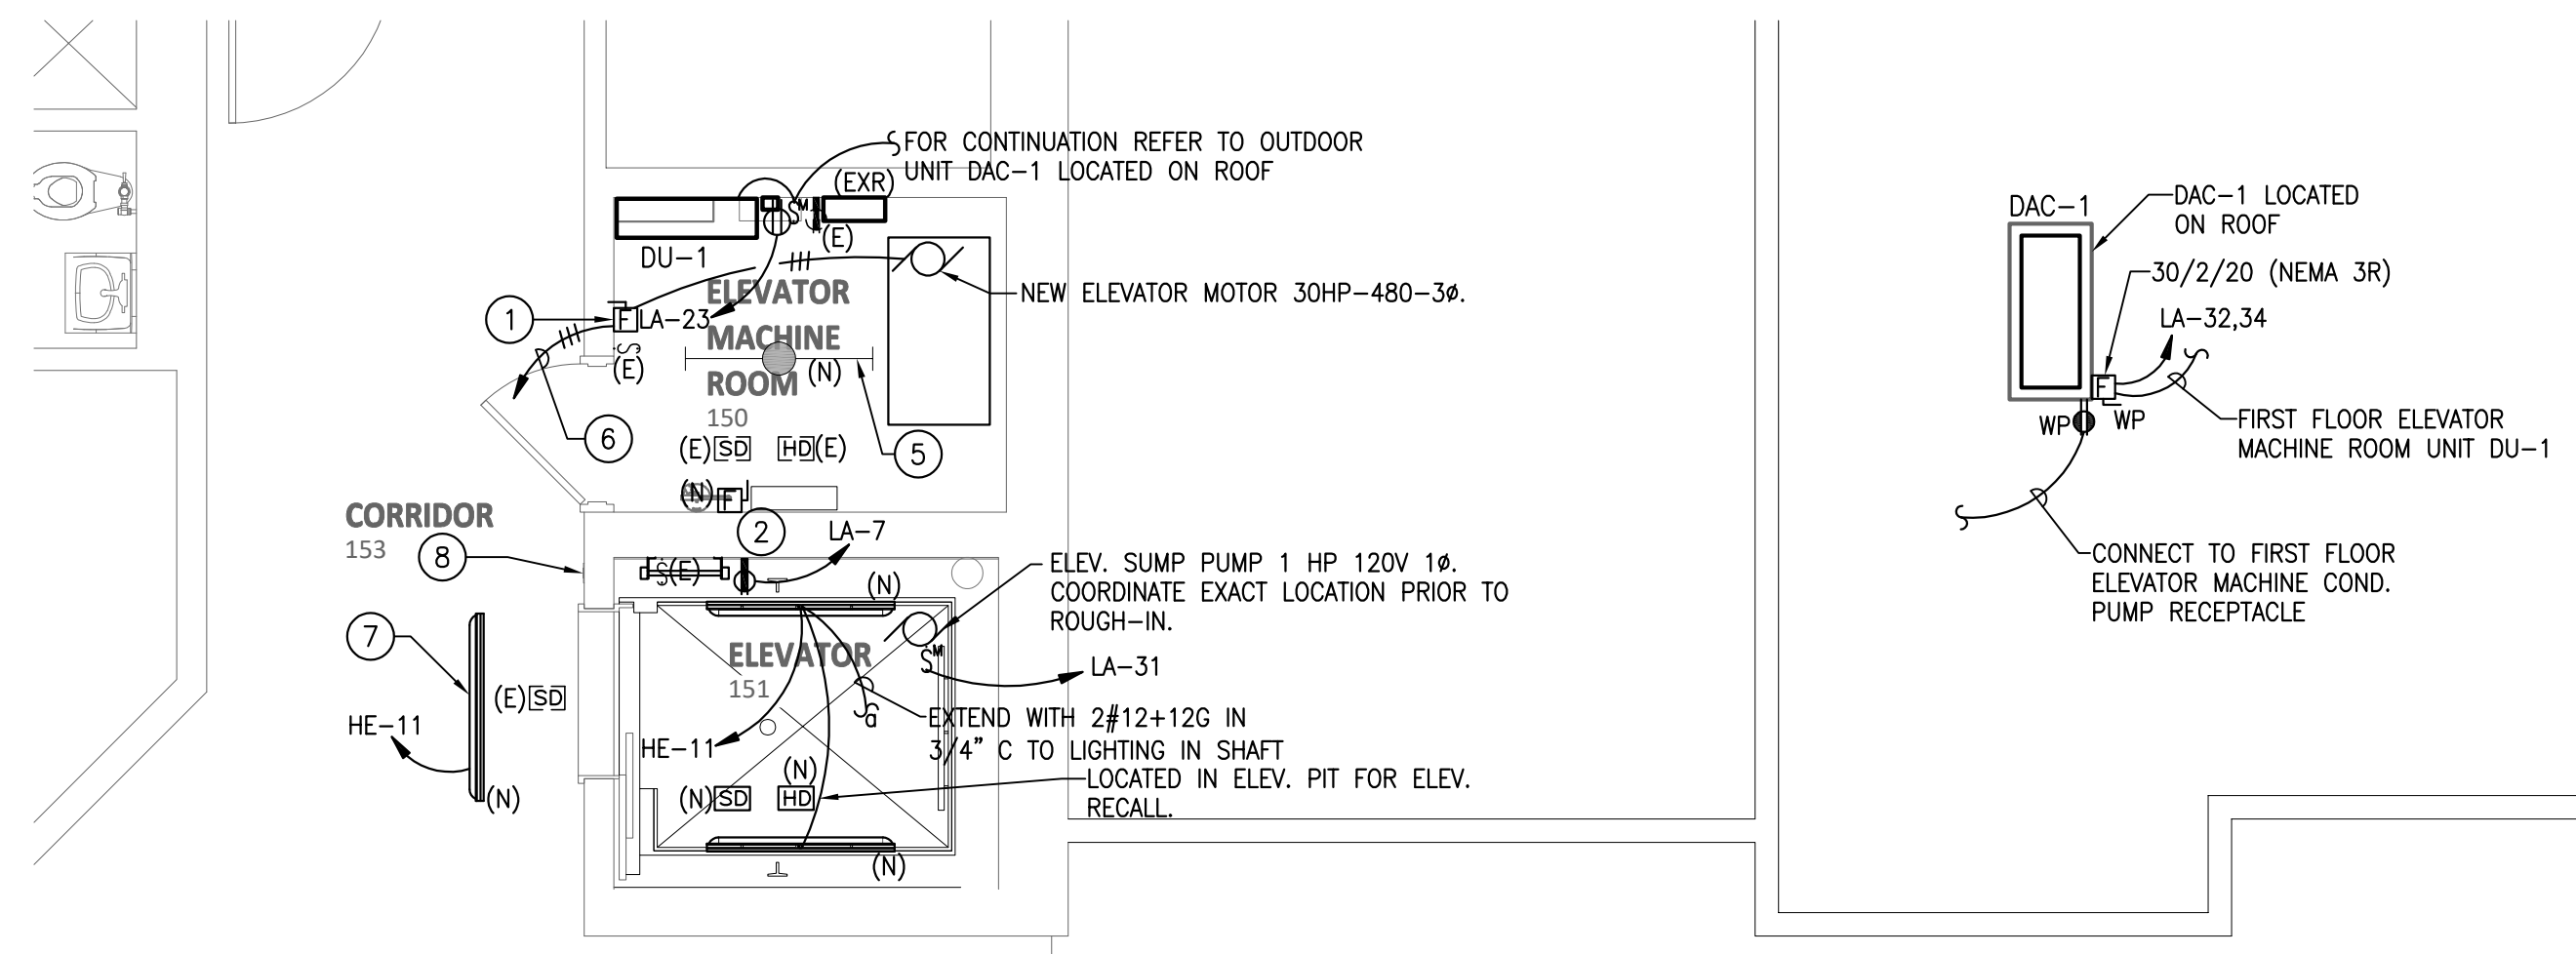 FOR CONTINUATION REFER TO OUTDOOR
UNIT DAC-1 LOCATED ON ROOF
(EXR)
S M
(E)
DU-1
ELEVATOR
MACHINE
ROOM
150
NEW ELEVATOR MOTOR 30HP-480-3ø.
1
F
LA-23
S
(E)
(N)
6
5
(E) SD
HD (E)
(N)
F
2
CORRIDOR
153
8
LA-7
S(E)
(N)
ELEV. SUMP PUMP 1 HP 120V 1ø.
COORDINATE EXACT LOCATION PRIOR TO
ROUGH-IN.
7
ELEVATOR
151
S M
LA-31
(E) SD
HE-11
(N)
a
EXTEND WITH 2#12+12G IN
3/4" C TO LIGHTING IN SHAFT
HE-11
(N)
(N) SD
HD
LOCATED IN ELEV. PIT FOR ELEV.
RECALL.
(N)
DAC-1
DAC-1 LOCATED
ON ROOF
30/2/20 (NEMA 3R)
LA-32,34
F
WP
WP
FIRST FLOOR ELEVATOR
MACHINE ROOM UNIT DU-1
CONNECT TO FIRST FLOOR
ELEVATOR MACHINE COND.
PUMP RECEPTACLE